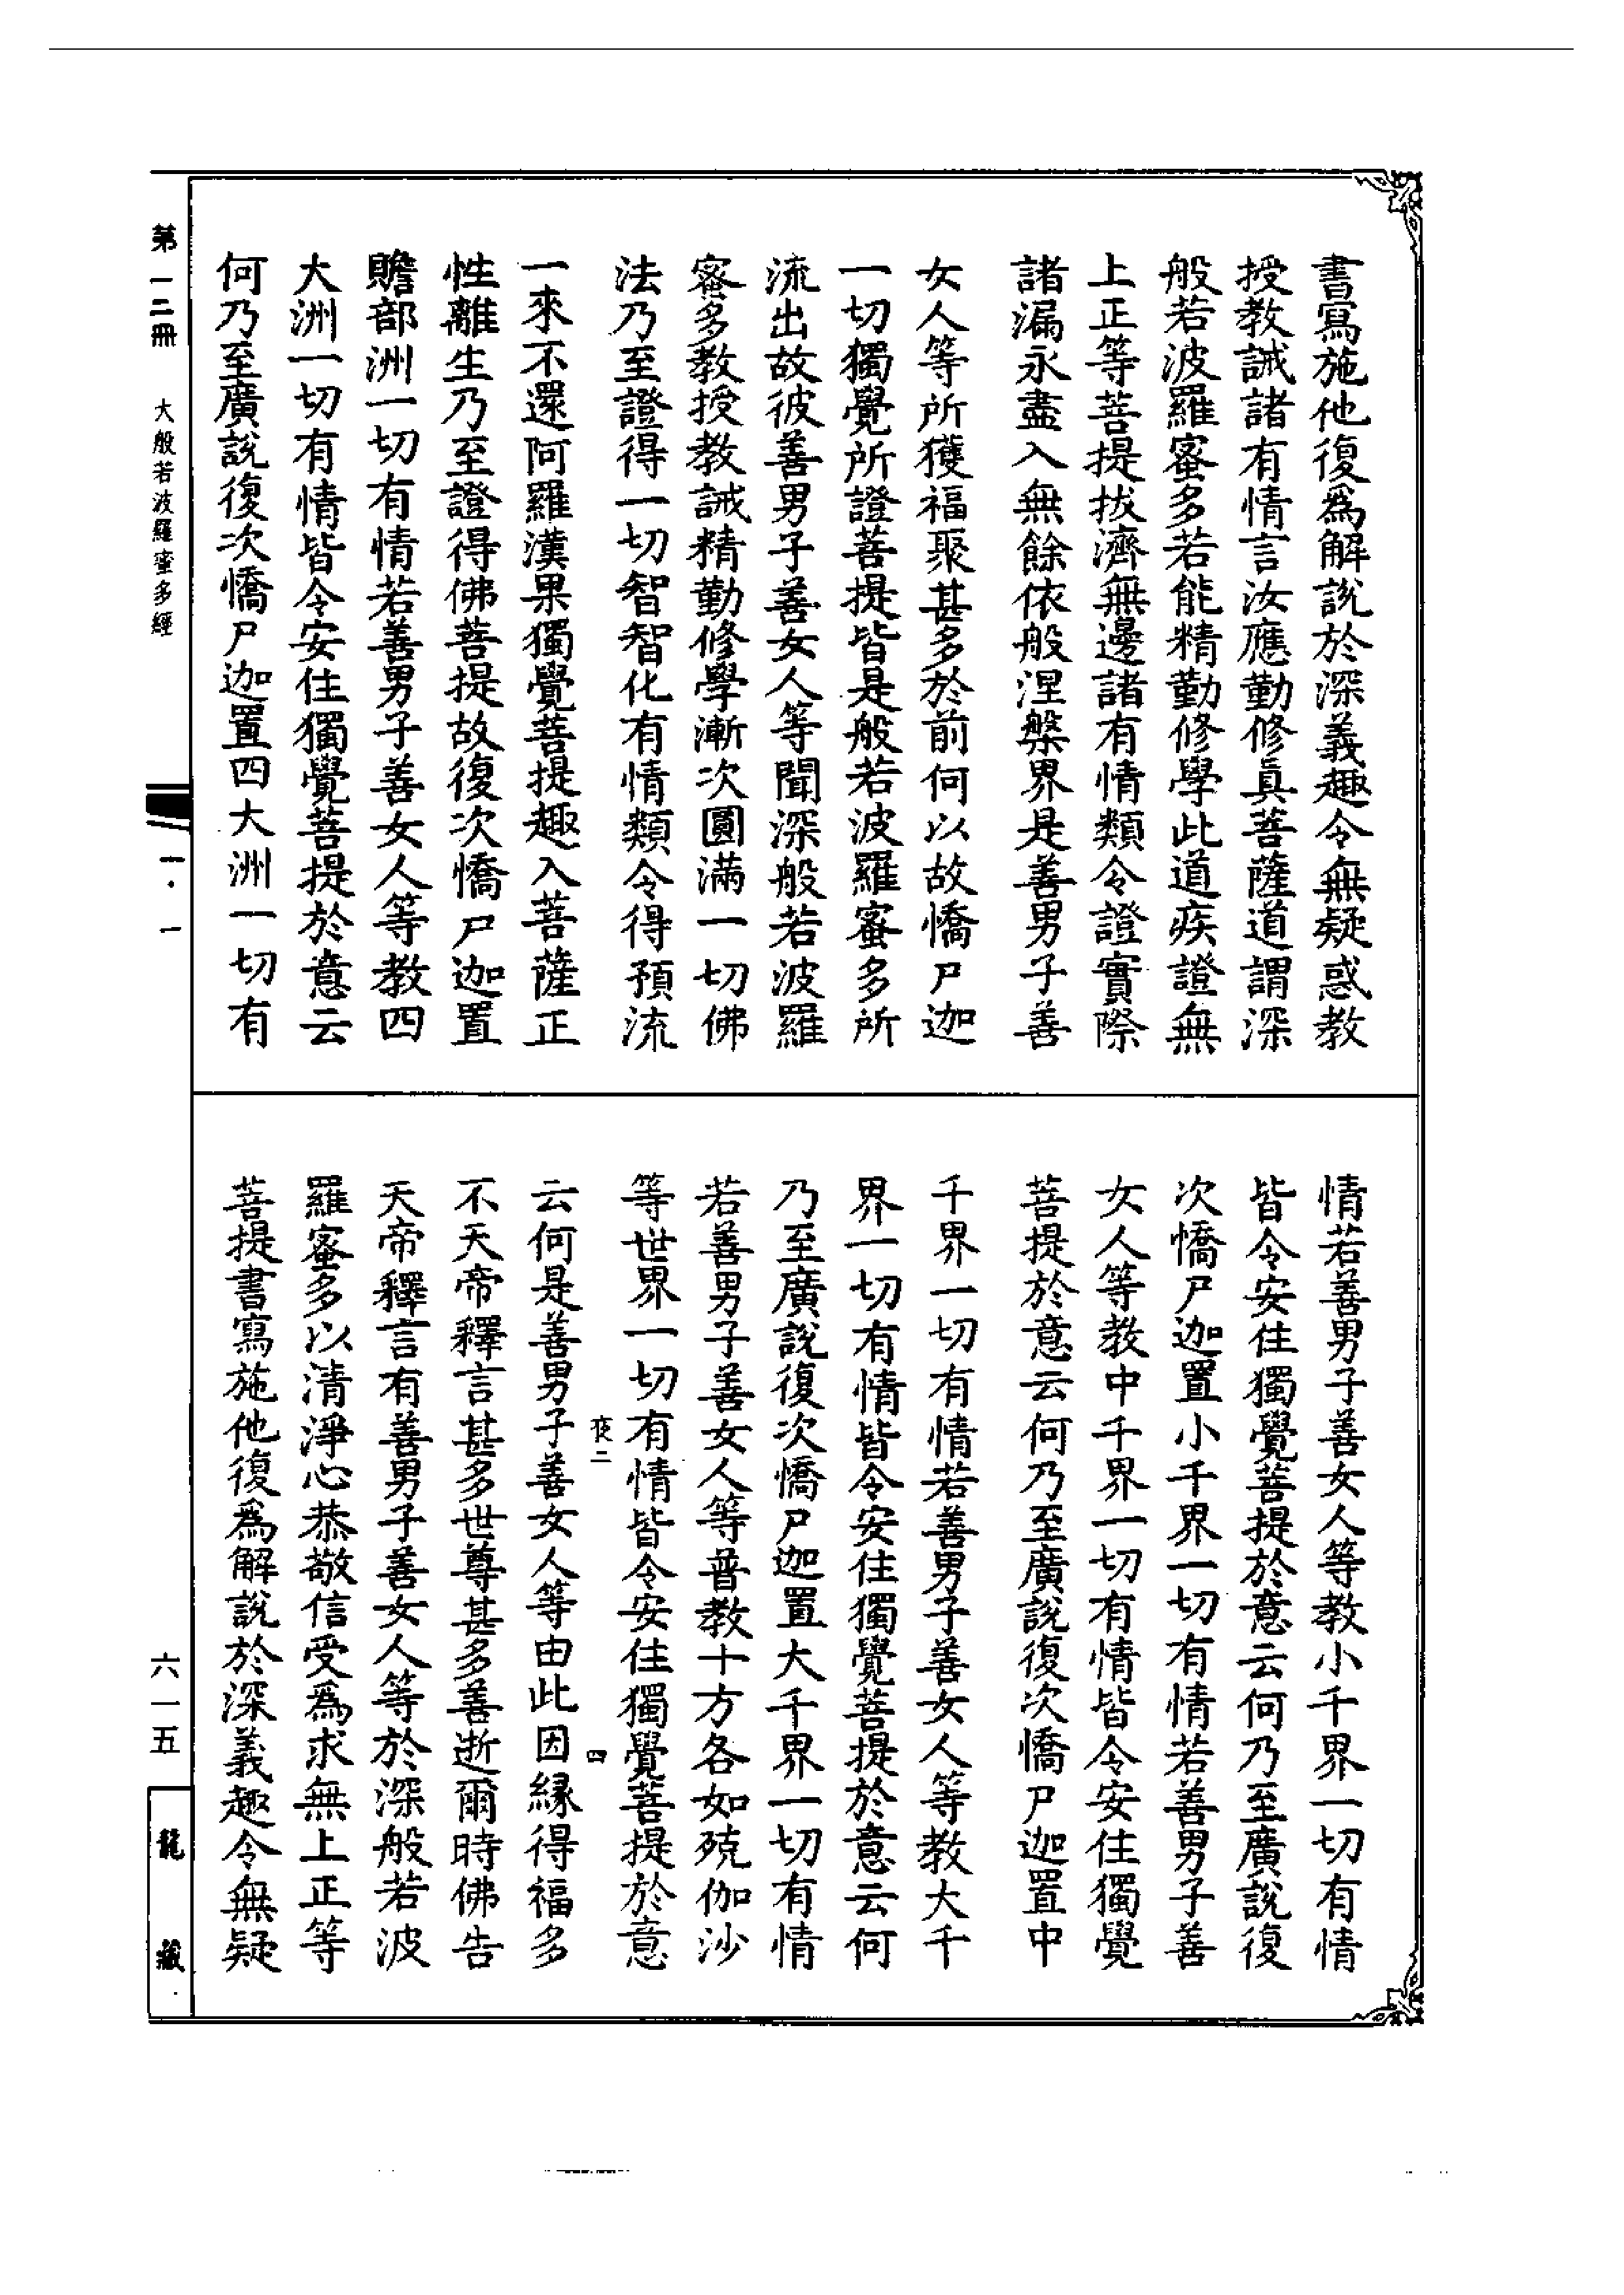 書寫施他復爲解說於深義趣令無疑惑教
授教誡諸有情言汝應勤修真菩薩道謂深
般若波羅蜜多若能精勤修學此道疾證無
上正等菩提拔濟無邊諸有情類令證實際
諸漏永盡入無餘依般涅槃界是善男子善
女人等所獲福聚甚多於前何以故憍尸迦
一切獨覺所證菩提皆是般若波羅蜜多所
流出故彼善男子善女人等聞深般若波羅
蜜多教授教誡精勤修學漸次圓滿一切佛
法乃至證得一切智智化有情類令得預流
一來不還阿羅漢果獨覺菩提趣入菩薩正
性離生乃至證得佛菩提故復次憍尸迦置
贍部洲一切有情若善男子善女人等教四
大洲一切有情皆令安住獨覺菩提於意云
何乃至廣說復次憍尸迦置四大洲一切有
情若善男子善女人等教小千界一切有情
皆令安住獨覺菩提於意云何乃至廣說復
次憍尸迦置小千界一切有情若善男子善
女人等教中千界一切有情皆令安住獨覺
菩提於意云何乃至廣說復次憍尸迦置中
千界一切有情若善男子善女人等教大千
界一切有情皆令安住獨覺菩提於意云何
乃至廣說復次憍尸迦置大千界一切有情
若善男子善女人等普教十方各如殑伽沙
等世界一切有情皆令安住獨覺菩提於意
夜二
四
云何是善男子善女人等由此因緣得福多
不天帝釋言甚多世尊甚多善逝爾時佛告
天帝釋言有善男子善女人等於深般若波
羅蜜多以清淨心恭敬信受爲求無上正等
菩提書寫施他復爲解說於深義趣令無疑
第一二冊 大般若波羅蜜多經
一·一
六一五
龍藏